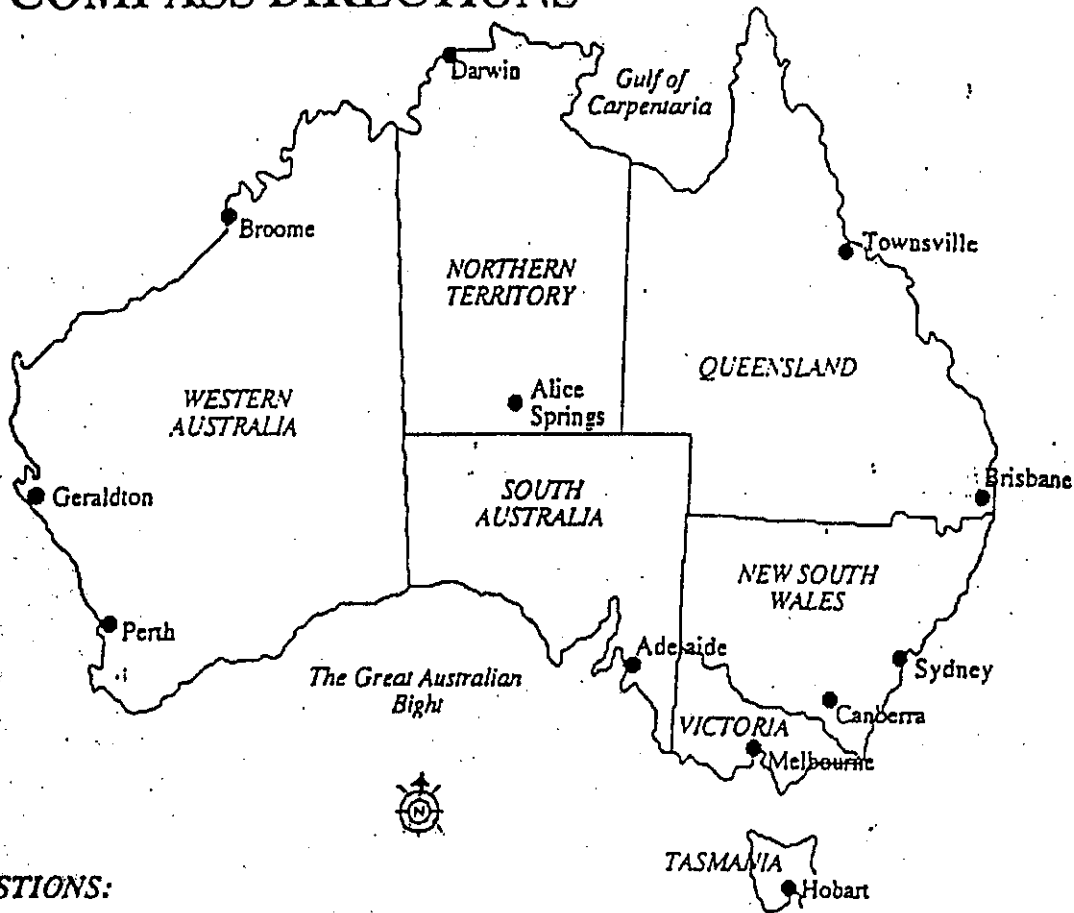 COMPASS DIRECTIONS
Darwin
Gulf of
Carpentaria
Broome
Townsville
NORTHERN
TERRITORY
QUEENSLAND
WESTERN
AUSTRALIA
Alice
Springs
Geraldton
SOUTH
AUSTRALIA
Brisbane
NEW SOUTH
WALES
Perth
Adelaide
Sydney
The Great Australian
Bight
Canberra
VICTORIA
Melbourne
N
TASMANIA
Hobart
STIONS: